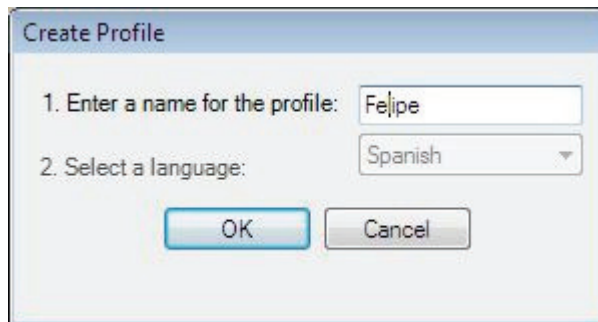 Create Profile
1. Enter a name for the profile: Felipe
2. Select a language: Spanish
OK Cancel